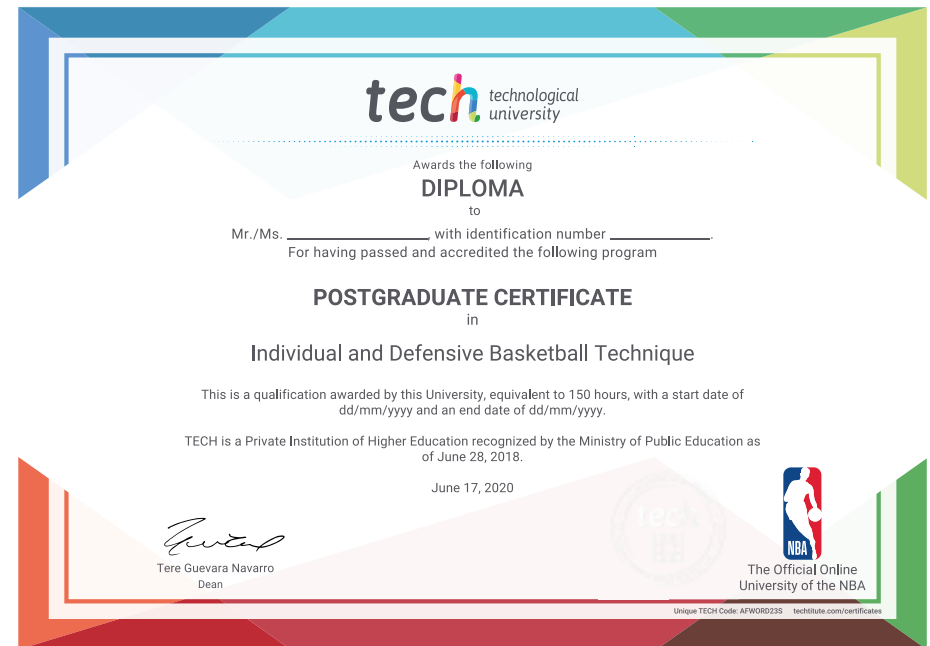 tech technological
university
Awards the following
DIPLOMA
to
Mr./Ms. ____________________, with identification number ______________.
For having passed and accredited the following program
POSTGRADUATE CERTIFICATE
in
Individual and Defensive Basketball Technique
This is a qualification awarded by this University, equivalent to 150 hours, with a start date of
dd/mm/yyyy and an end date of dd/mm/yyyy.
TECH is a Private Institution of Higher Education recognized by the Ministry of Public Education as
of June 28, 2018.
June 17, 2020
tech
Tere Guevara Navarro
Dean
NBA
The Official Online
University of the NBA
Unique TECH Code: AFWORD23S techtitute.com/certificates